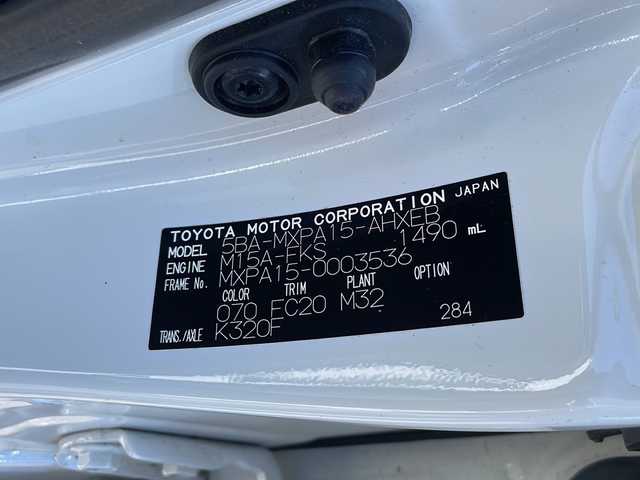 TOYOTA MOTOR CORPORATION JAPAN
MODEL 5BA-MXPA15-AHXEB
ENGINE M15A-FKS 1490 mL
FRAME No. MXPA15-0003536
COLOR TRIM PLANT OPTION
070 EC20 M32
TRANS./AXLE K320F 284